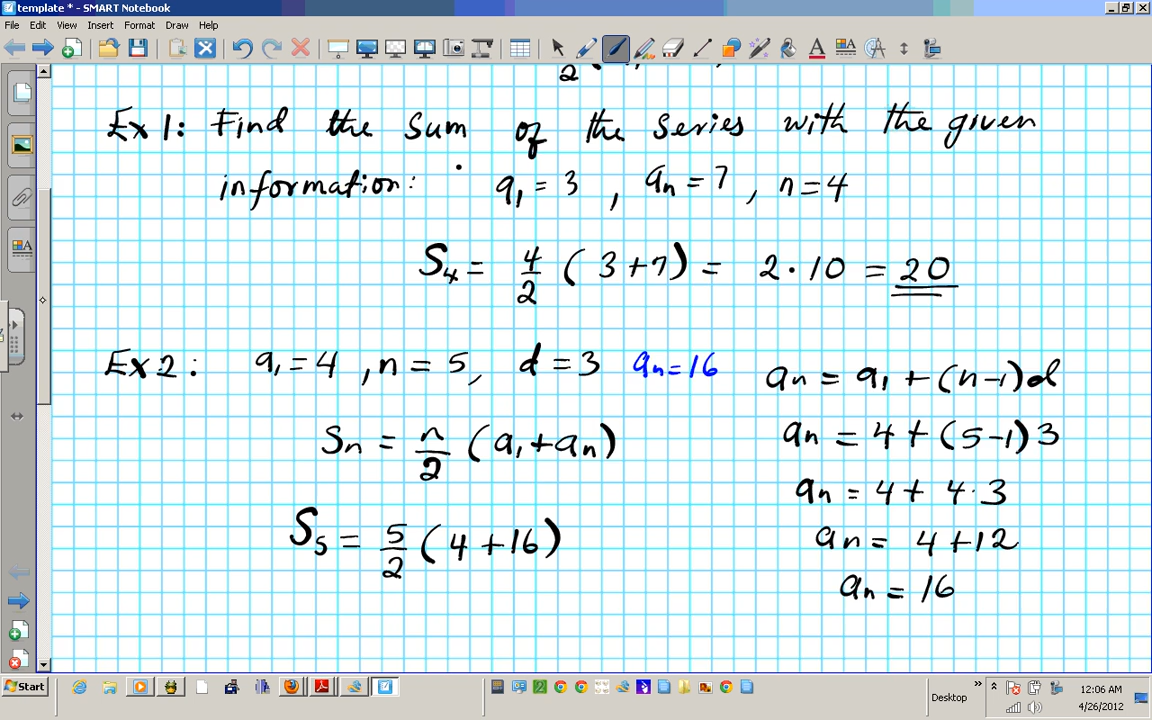 template * - SMART Notebook
File Edit View Insert Format Draw Help
2
Ex 1: Find the sum of the series with the given
information: a₁ = 3 , aₙ = 7 , n = 4
S₄ = 4/2 ( 3 + 7 ) = 2 · 10 = 20
Ex 2: a₁ = 4 , n = 5, d = 3 aₙ = 16
aₙ = a₁ + (n-1)d
Sₙ = n/2 (a₁ + aₙ)
aₙ = 4 + (5-1)3
aₙ = 4 + 4·3
S₅ = 5/2 ( 4 + 16 )
aₙ = 4 + 12
aₙ = 16
Start
Desktop
12:06 AM
4/26/2012